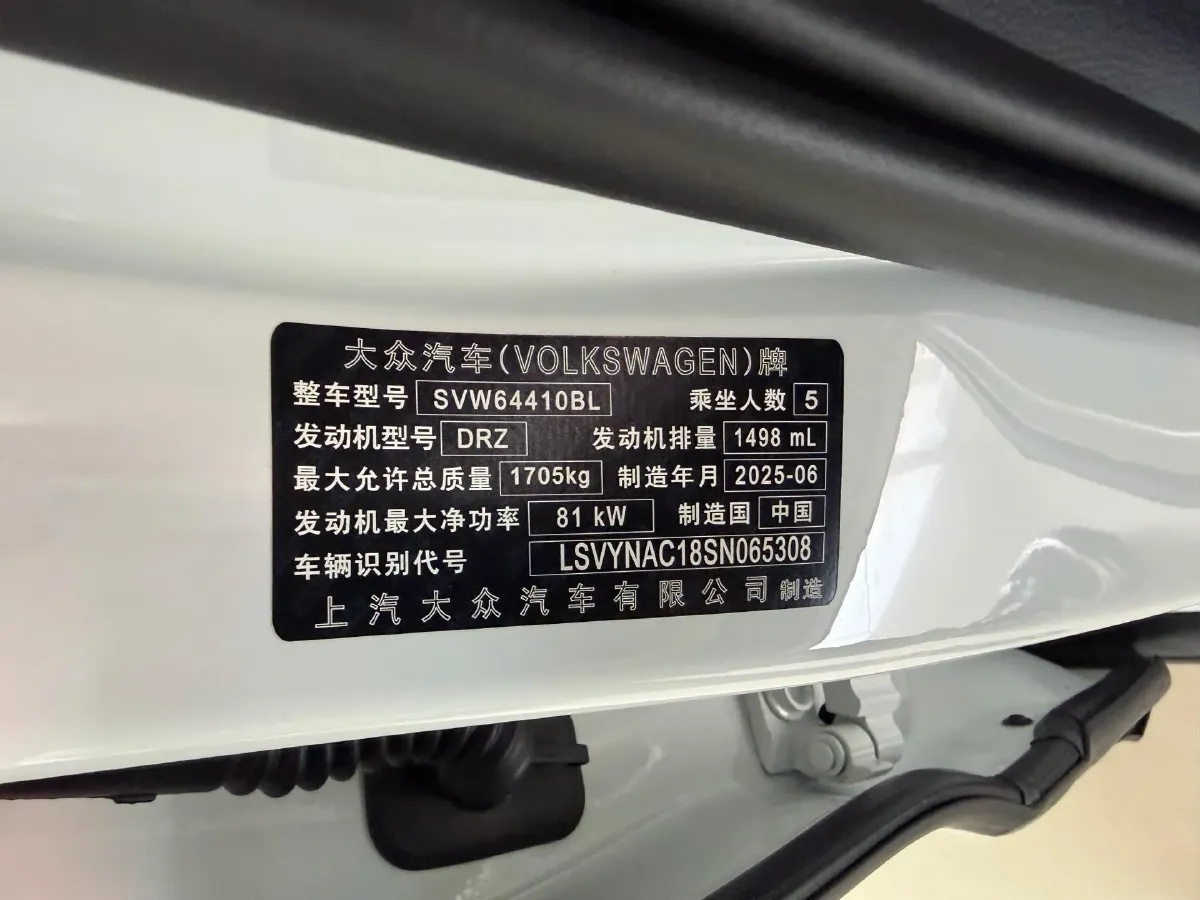 大众汽车(VOLKSWAGEN)牌
整车型号 SVW64410BL 乘坐人数 5
发动机型号 DRZ 发动机排量 1498 mL
最大允许总质量 1705kg 制造年月 2025-06
发动机最大净功率 81 kW 制造国 中国
车辆识别代号 LSVYNAC18SN065308
上汽大众汽车有限公司 制造